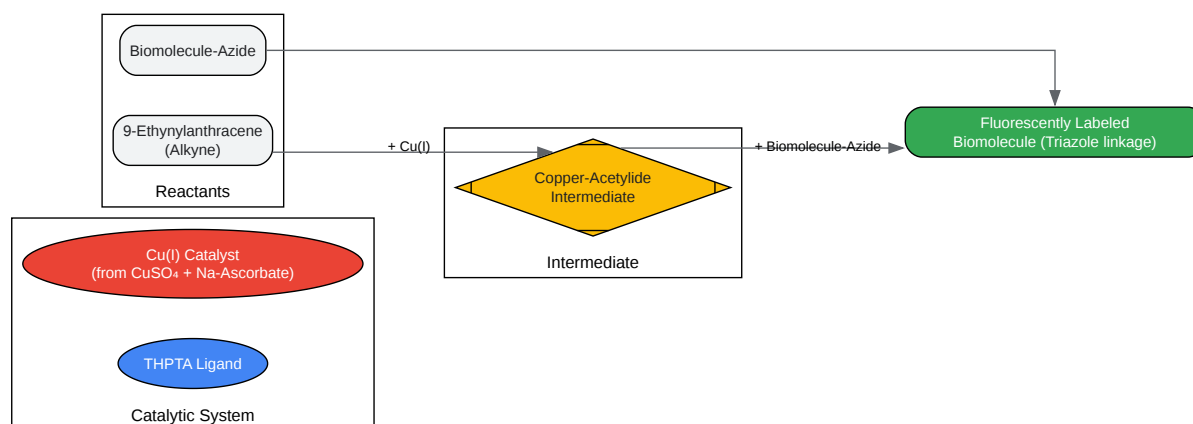 Biomolecule-Azide
9-Ethynylanthracene
(Alkyne)
Reactants
+ Cu(I)
Copper-Acetylide
Intermediate
Intermediate
+ Biomolecule-Azide
Fluorescently Labeled
Biomolecule (Triazole linkage)
Cu(I) Catalyst
(from CuSO₄ + Na-Ascorbate)
THPTA Ligand
Catalytic System